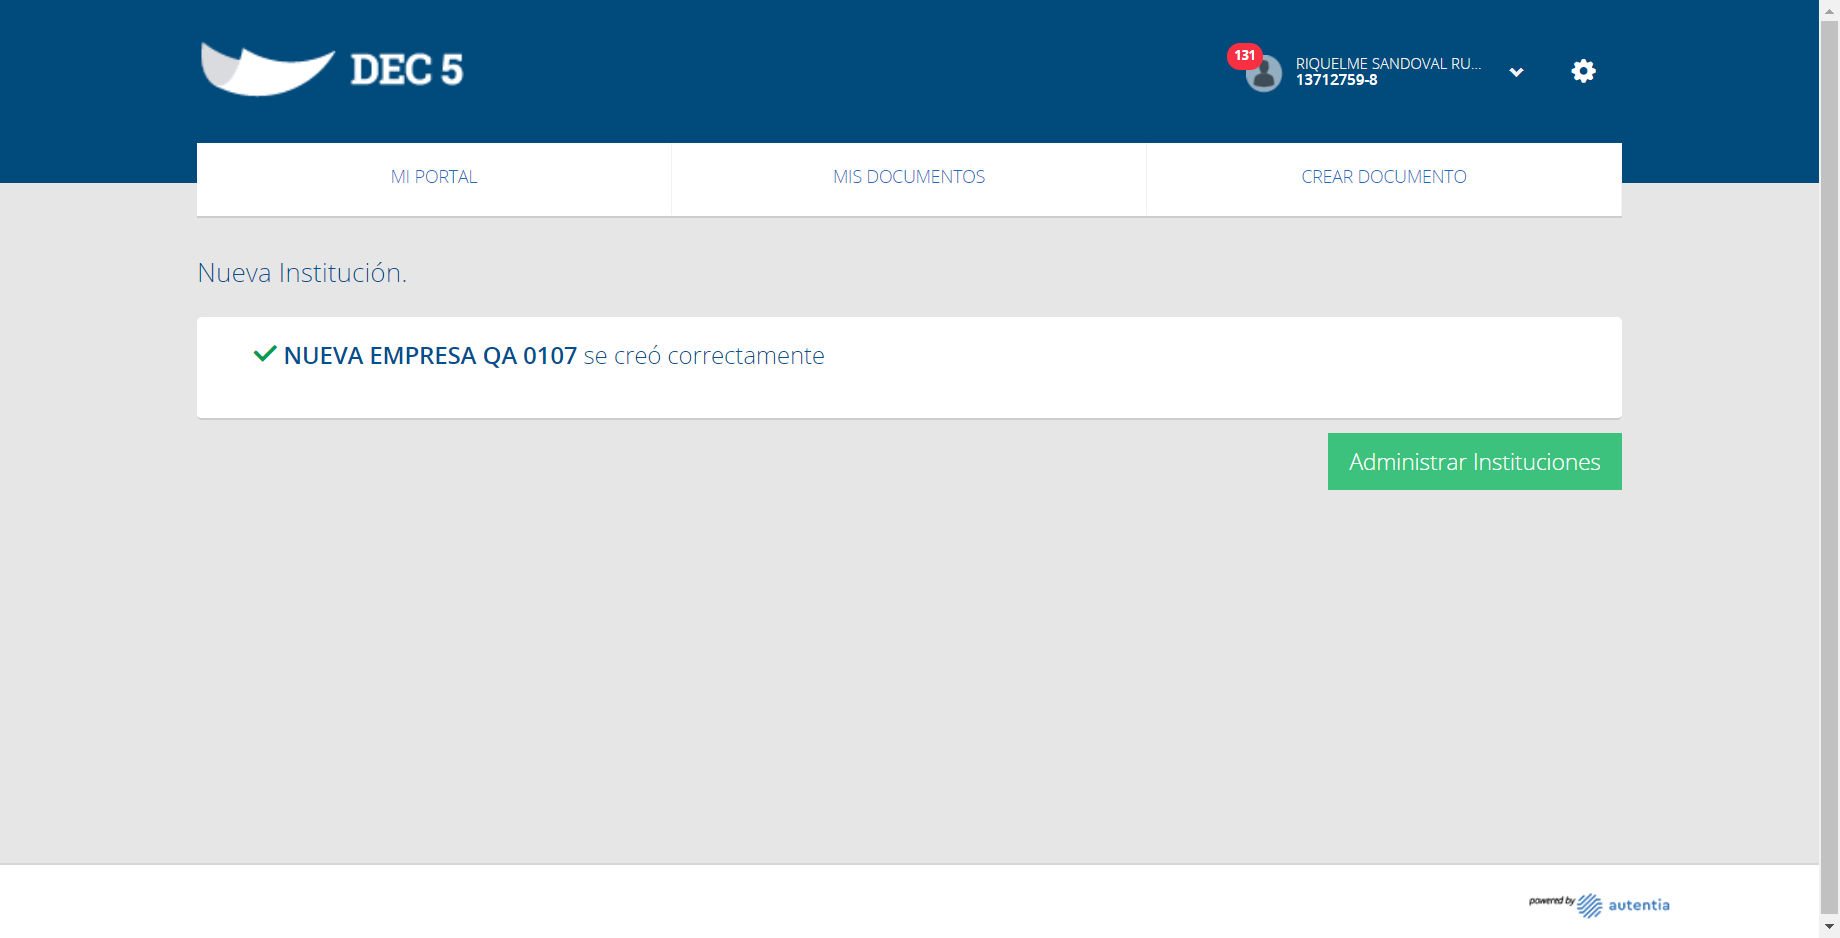 DEC 5
131
RIQUELME SANDOVAL RU...
13712759-8
MI PORTAL
MIS DOCUMENTOS
CREAR DOCUMENTO
Nueva Institución.
NUEVA EMPRESA QA 0107 se creó correctamente
Administrar Instituciones
powered by autentia